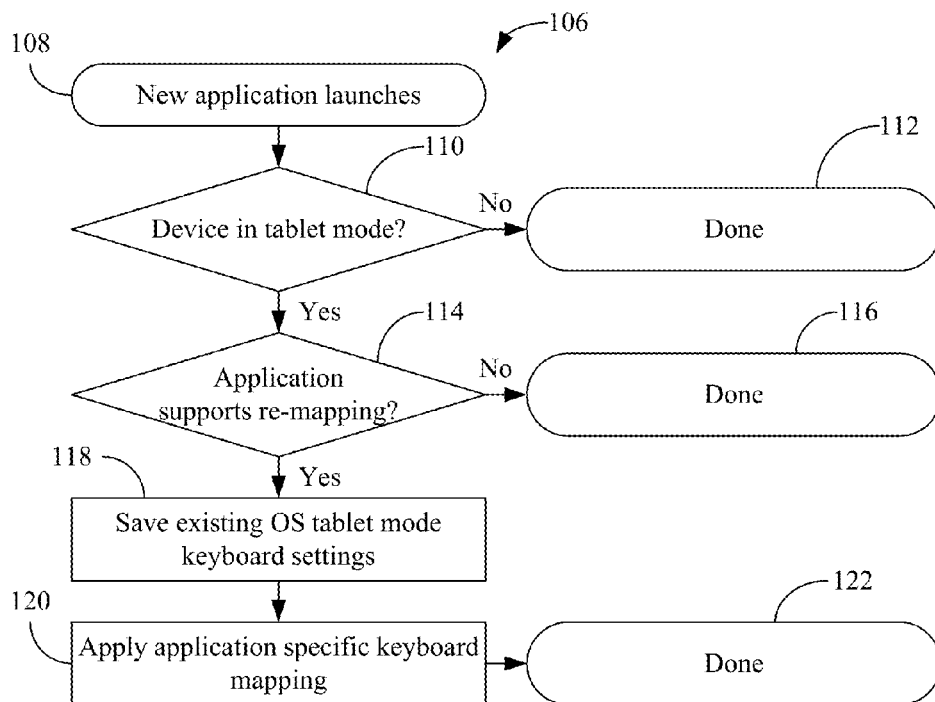 106
108
New application launches
110
112
Device in tablet mode?
No
Done
Yes
114
116
Application
supports re-mapping?
No
Done
118
Yes
Save existing OS tablet mode
keyboard settings
120
122
Apply application specific keyboard
mapping
Done